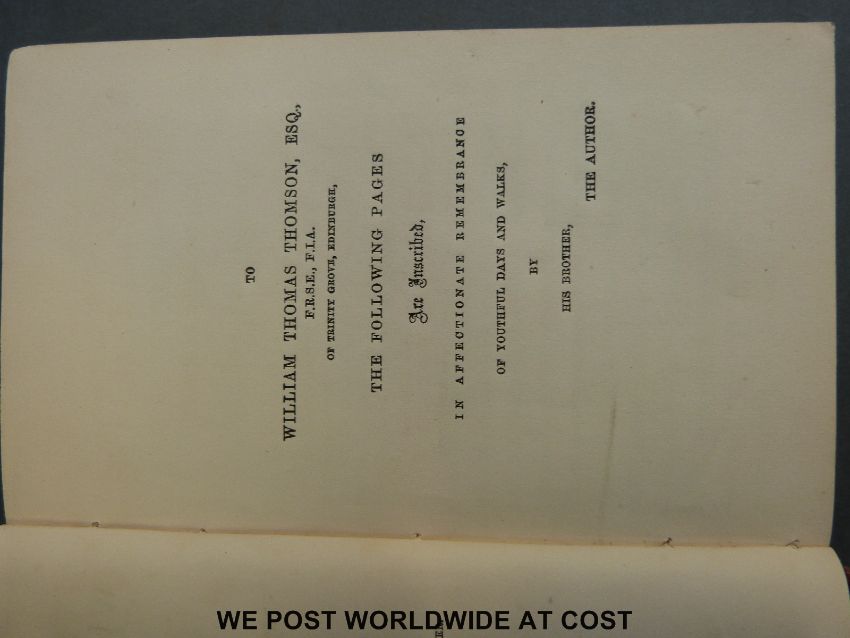 TO
WILLIAM THOMAS THOMSON, ESQ.,
F.R.S.E., F.I.A.
OF TRINITY GROVE, EDINBURGH,
THE FOLLOWING PAGES
Are Inscribed,
IN AFFECTIONATE REMEMBRANCE
OF YOUTHFUL DAYS AND WALKS,
BY
HIS BROTHER,
THE AUTHOR.
WE POST WORLDWIDE AT COST